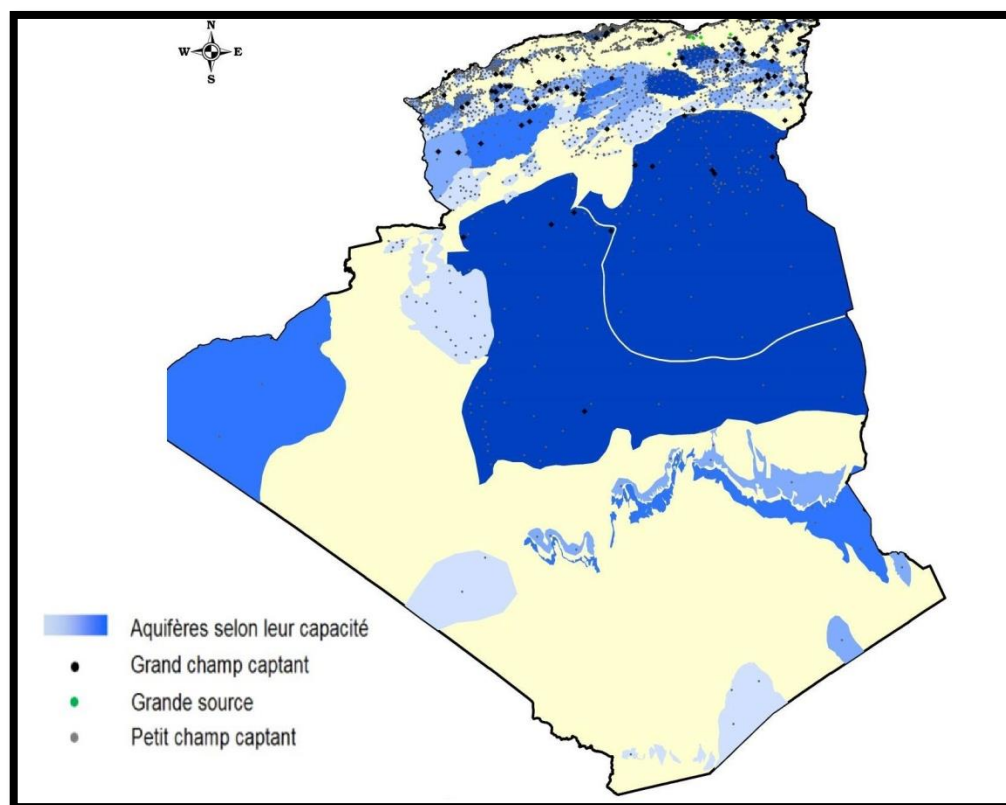 N
W E
S
Aquifères selon leur capacité
Grand champ captant
Grande source
Petit champ captant